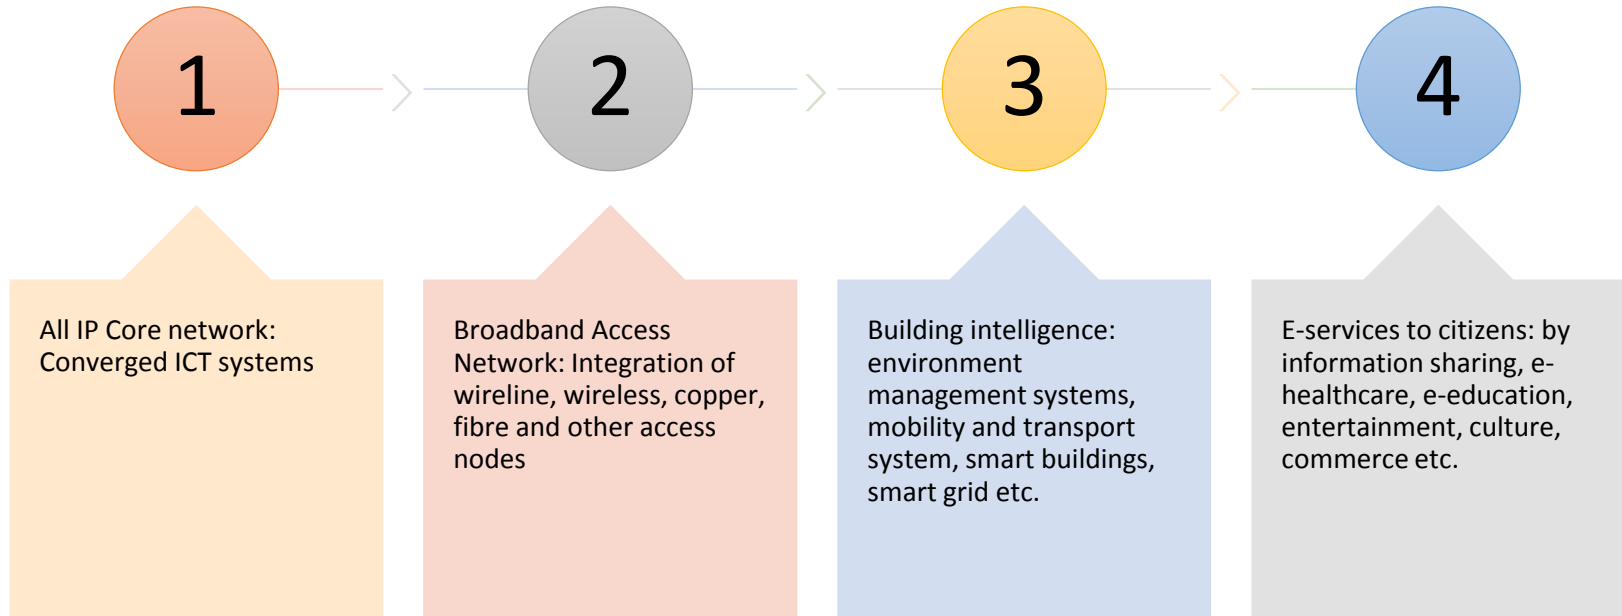 1
2
3
4
All IP Core network:
Converged ICT systems
Broadband Access
Network: Integration of
wireline, wireless, copper,
fibre and other access
nodes
Building intelligence:
environment
management systems,
mobility and transport
system, smart buildings,
smart grid etc.
E-services to citizens: by
information sharing, e-
healthcare, e-education,
entertainment, culture,
commerce etc.